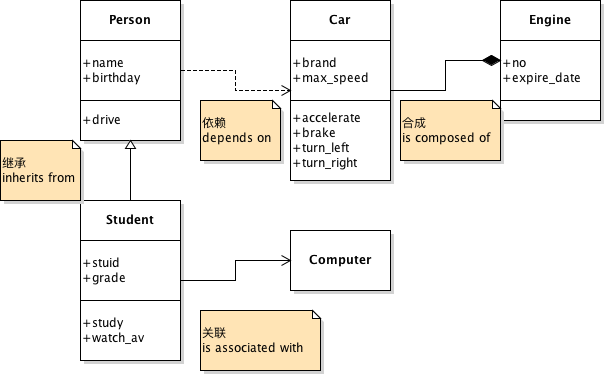 Person
+name
+birthday
+drive
Car
+brand
+max_speed
+accelerate
+brake
+turn_left
+turn_right
Engine
+no
+expire_date
依赖
depends on
合成
is composed of
继承
inherits from
Student
+stuid
+grade
+study
+watch_av
Computer
关联
is associated with